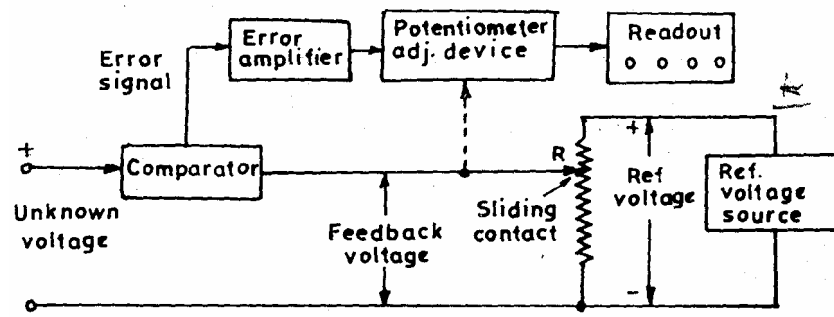 Error
signal
Error
amplifier
Potentiometer
adj. device
Readout
+
Comparator
Unknown
voltage
Feedback
voltage
R
Sliding
contact
+
Ref
voltage
-
Ref.
voltage
source